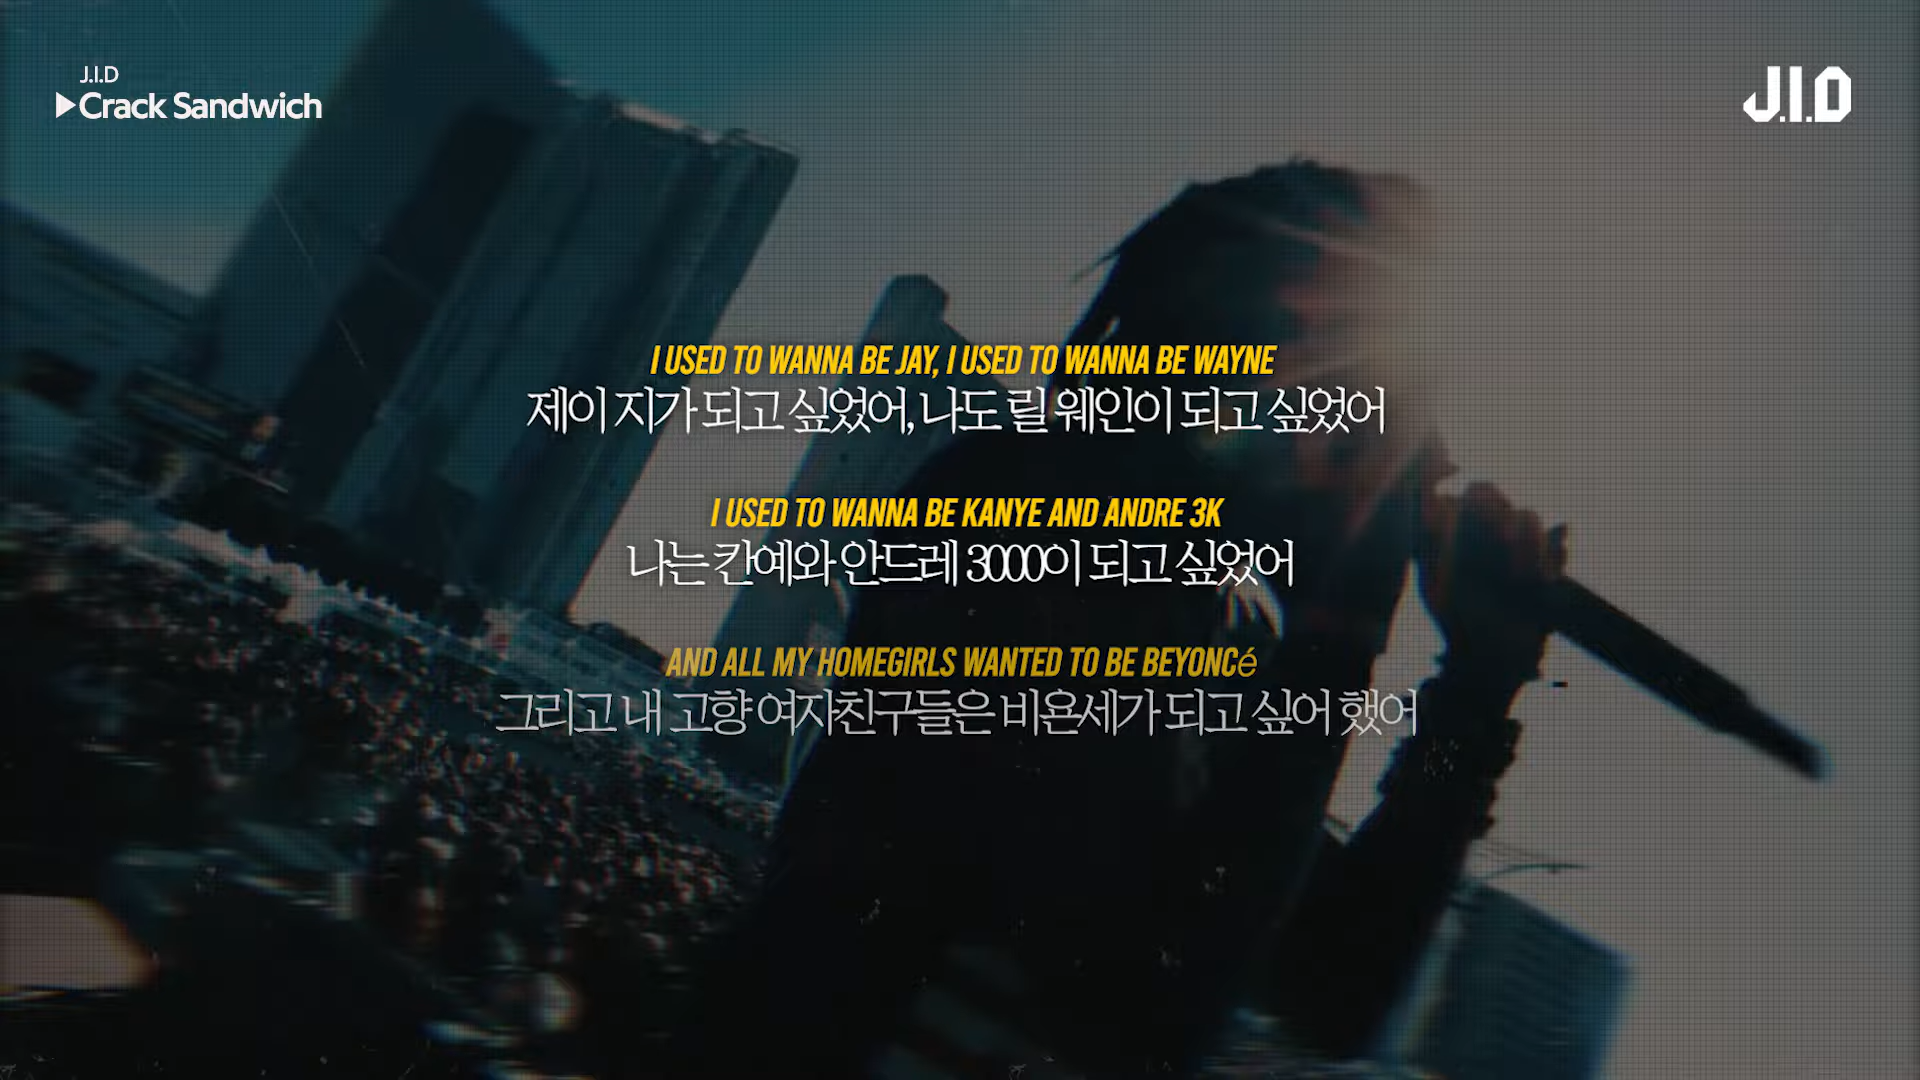 J.I.D
Crack Sandwich
J.I.D
I USED TO WANNA BE JAY, I USED TO WANNA BE WAYNE
제이 지가 되고 싶었어, 나도 릴 웨인이 되고 싶었어
I USED TO WANNA BE KANYE AND ANDRE 3K
나는 칸예와 안드레 3000이 되고 싶었어
AND ALL MY HOMEGIRLS WANTED TO BE BEYONCé
그리고 내 고향 여자친구들은 비욘세가 되고 싶어 했어